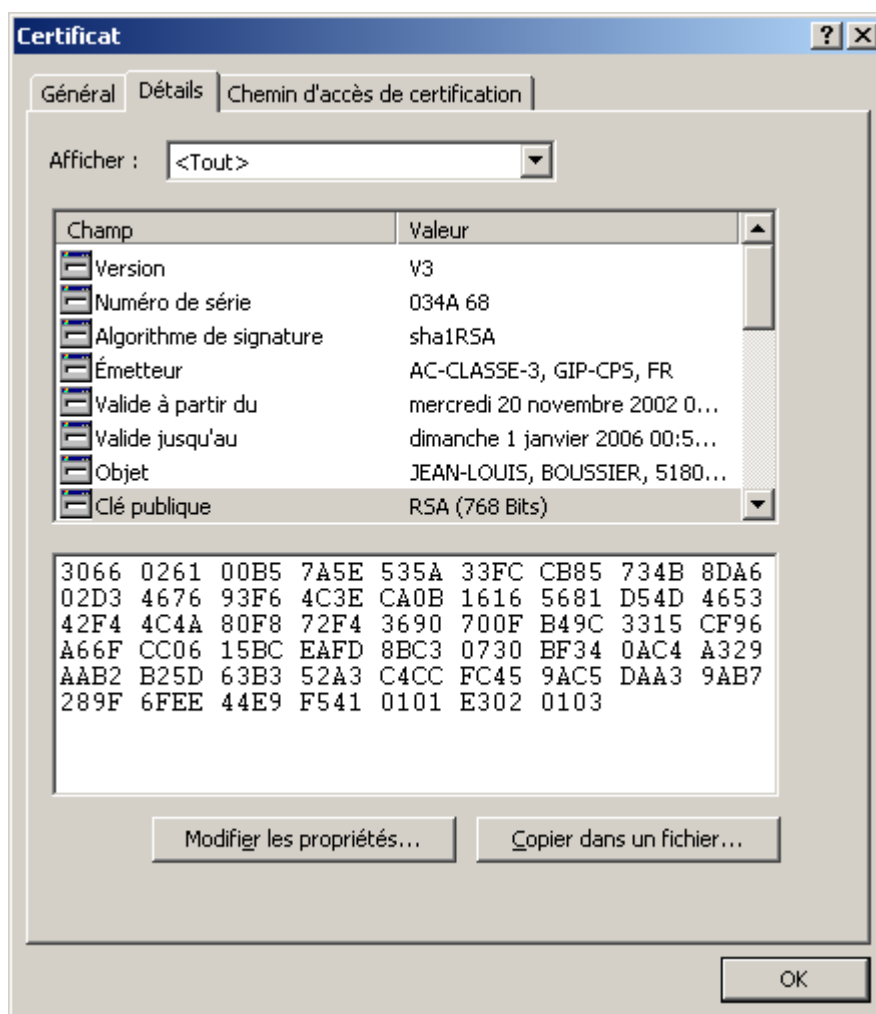 Certificat
Général Détails Chemin d'accès de certification
Afficher : <Tout>
Champ Valeur
Version V3
Numéro de série 034A 68
Algorithme de signature sha1RSA
Émetteur AC-CLASSE-3, GIP-CPS, FR
Valide à partir du mercredi 20 novembre 2002 0...
Valide jusqu'au dimanche 1 janvier 2006 00:5...
Objet JEAN-LOUIS, BOUSSIER, 5180...
Clé publique RSA (768 Bits)
3066 0261 00B5 7A5E 535A 33FC CB85 734B 8DA6
02D3 4676 93F6 4C3E CA0B 1616 5681 D54D 4653
42F4 4C4A 80F8 72F4 3690 700F B49C 3315 CF96
A66F CC06 15BC EAFD 8BC3 0730 BF34 0AC4 A329
AAB2 B25D 63B3 52A3 C4CC FC45 9AC5 DAA3 9AB7
289F 6FEE 44E9 F541 0101 E302 0103
Modifier les propriétés... Copier dans un fichier...
OK